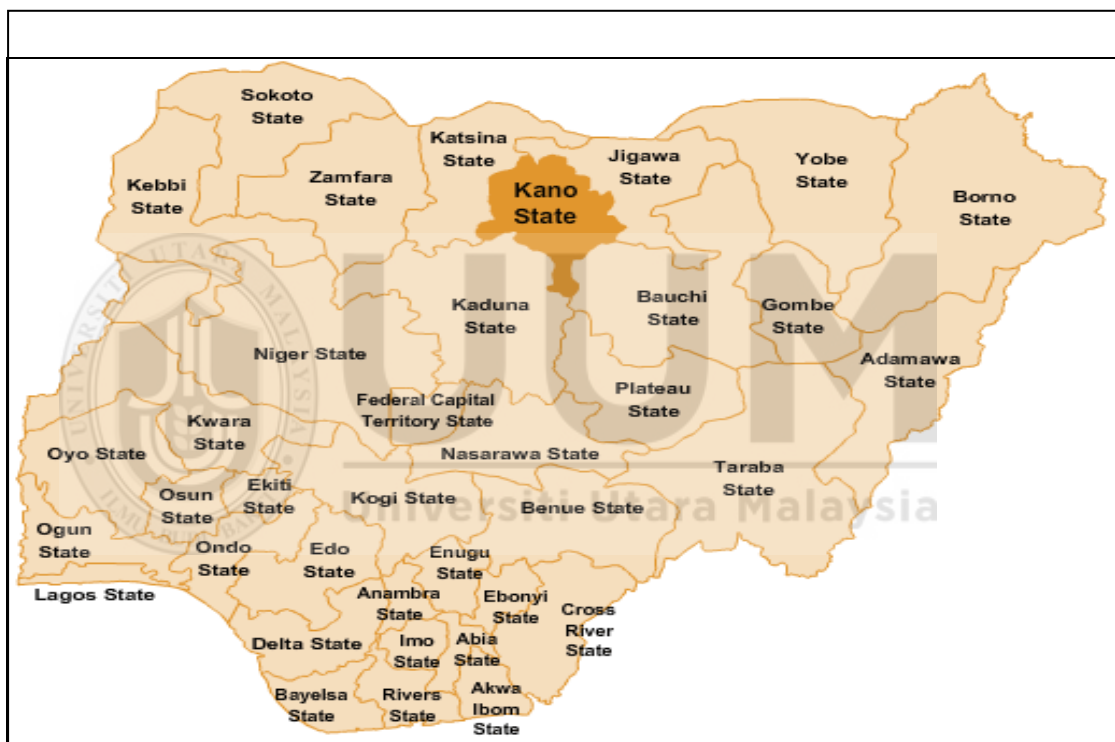 Sokoto
State
Katsina
State
Jigawa
State
Yobe
State
Kebbi
State
Zamfara
State
Kano
State
Borno
State
Kaduna
State
Bauchi
State
Gombe
State
Niger State
Adamawa
State
Federal Capital
Territory State
Plateau
State
Kwara
State
Oyo State
Nasarawa State
Taraba
State
Osun
State
Ekiti
State
Kogi State
Benue State
Ogun
State
Ondo
State
Edo
State
Enugu
State
Lagos State
Anambra
State
Ebonyi
State
Cross
River
State
Delta State
Imo
State
Abia
State
Bayelsa
State
Rivers
State
Akwa
Ibom
State
UUM
Universiti Utara Malaysia
UNIVERSITI UTARA MALAYSIA